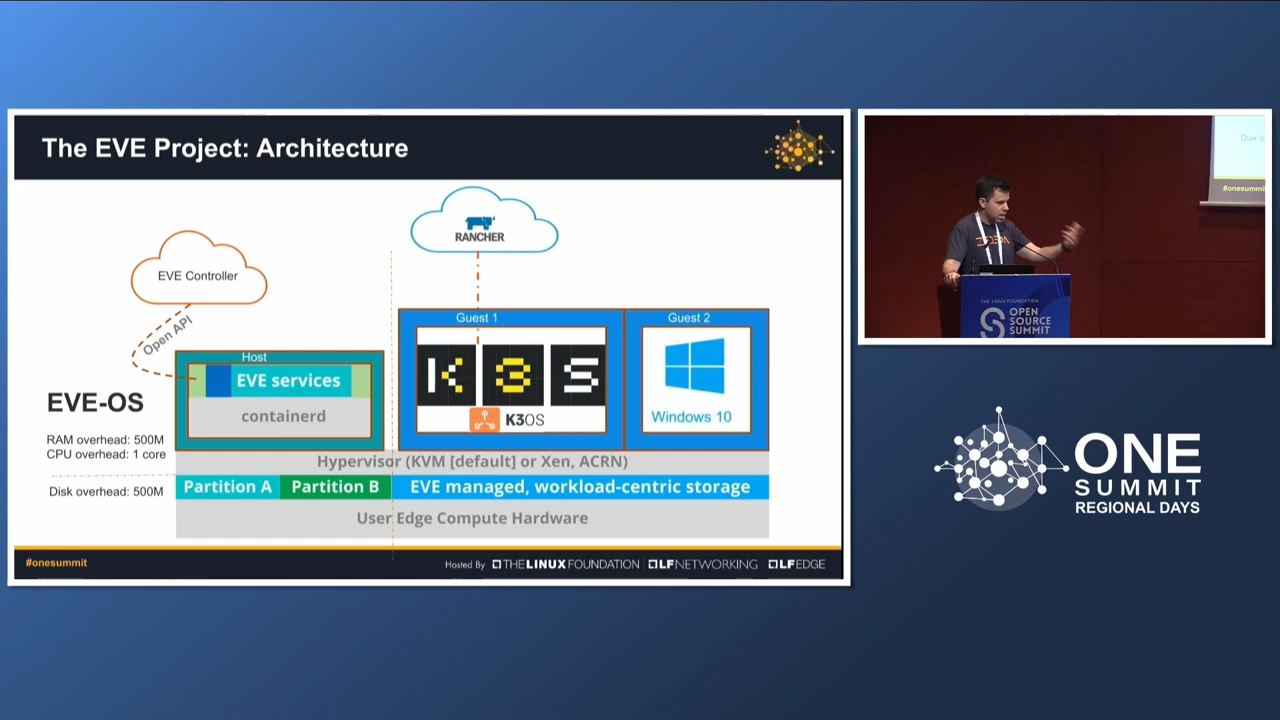 The EVE Project: Architecture
RANCHER
EVE Controller
Open API
Guest 1
Guest 2
Host
EVE services
containerd
K3S
K3OS
Windows 10
EVE-OS
RAM overhead: 500M
CPU overhead: 1 core
Hypervisor (KVM [default] or Xen, ACRN)
Disk overhead: 500M
Partition A
Partition B
EVE managed, workload-centric storage
User Edge Compute Hardware
#onesummit
Hosted By THE LINUX FOUNDATION | LFNETWORKING LFEDGE
Disk o
#onesummit
ZEDEDA
THE LINUX FOUNDATION
OPEN
SOURCE
SUMMIT
ONE
SUMMIT
REGIONAL DAYS